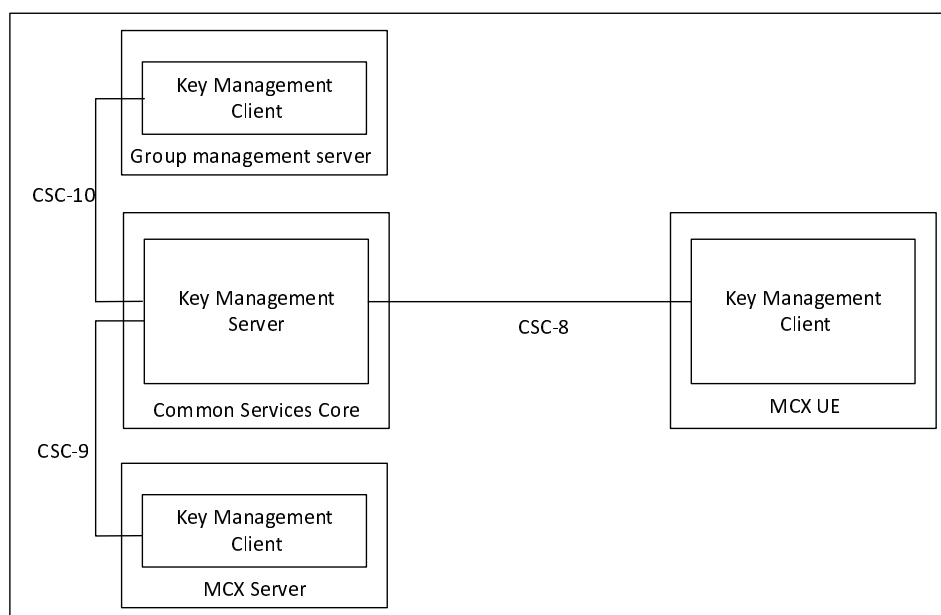 Key Management
Client
Group management server
CSC-10
Key Management
Server
Common Services Core
CSC-8
Key Management
Client
MCX UE
CSC-9
Key Management
Client
MCX Server